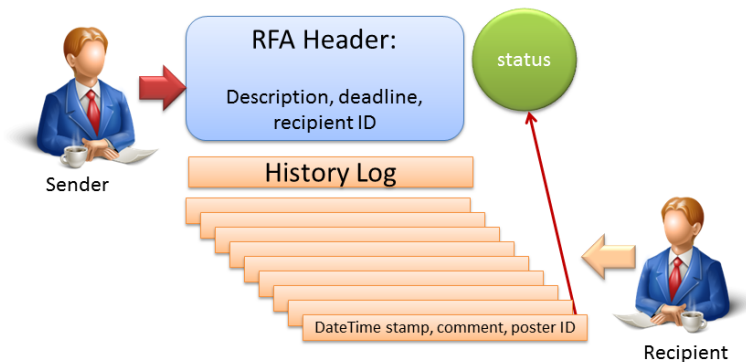 RFA Header:
Description, deadline,
recipient ID
status
Sender
History Log
DateTime stamp, comment, poster ID
Recipient